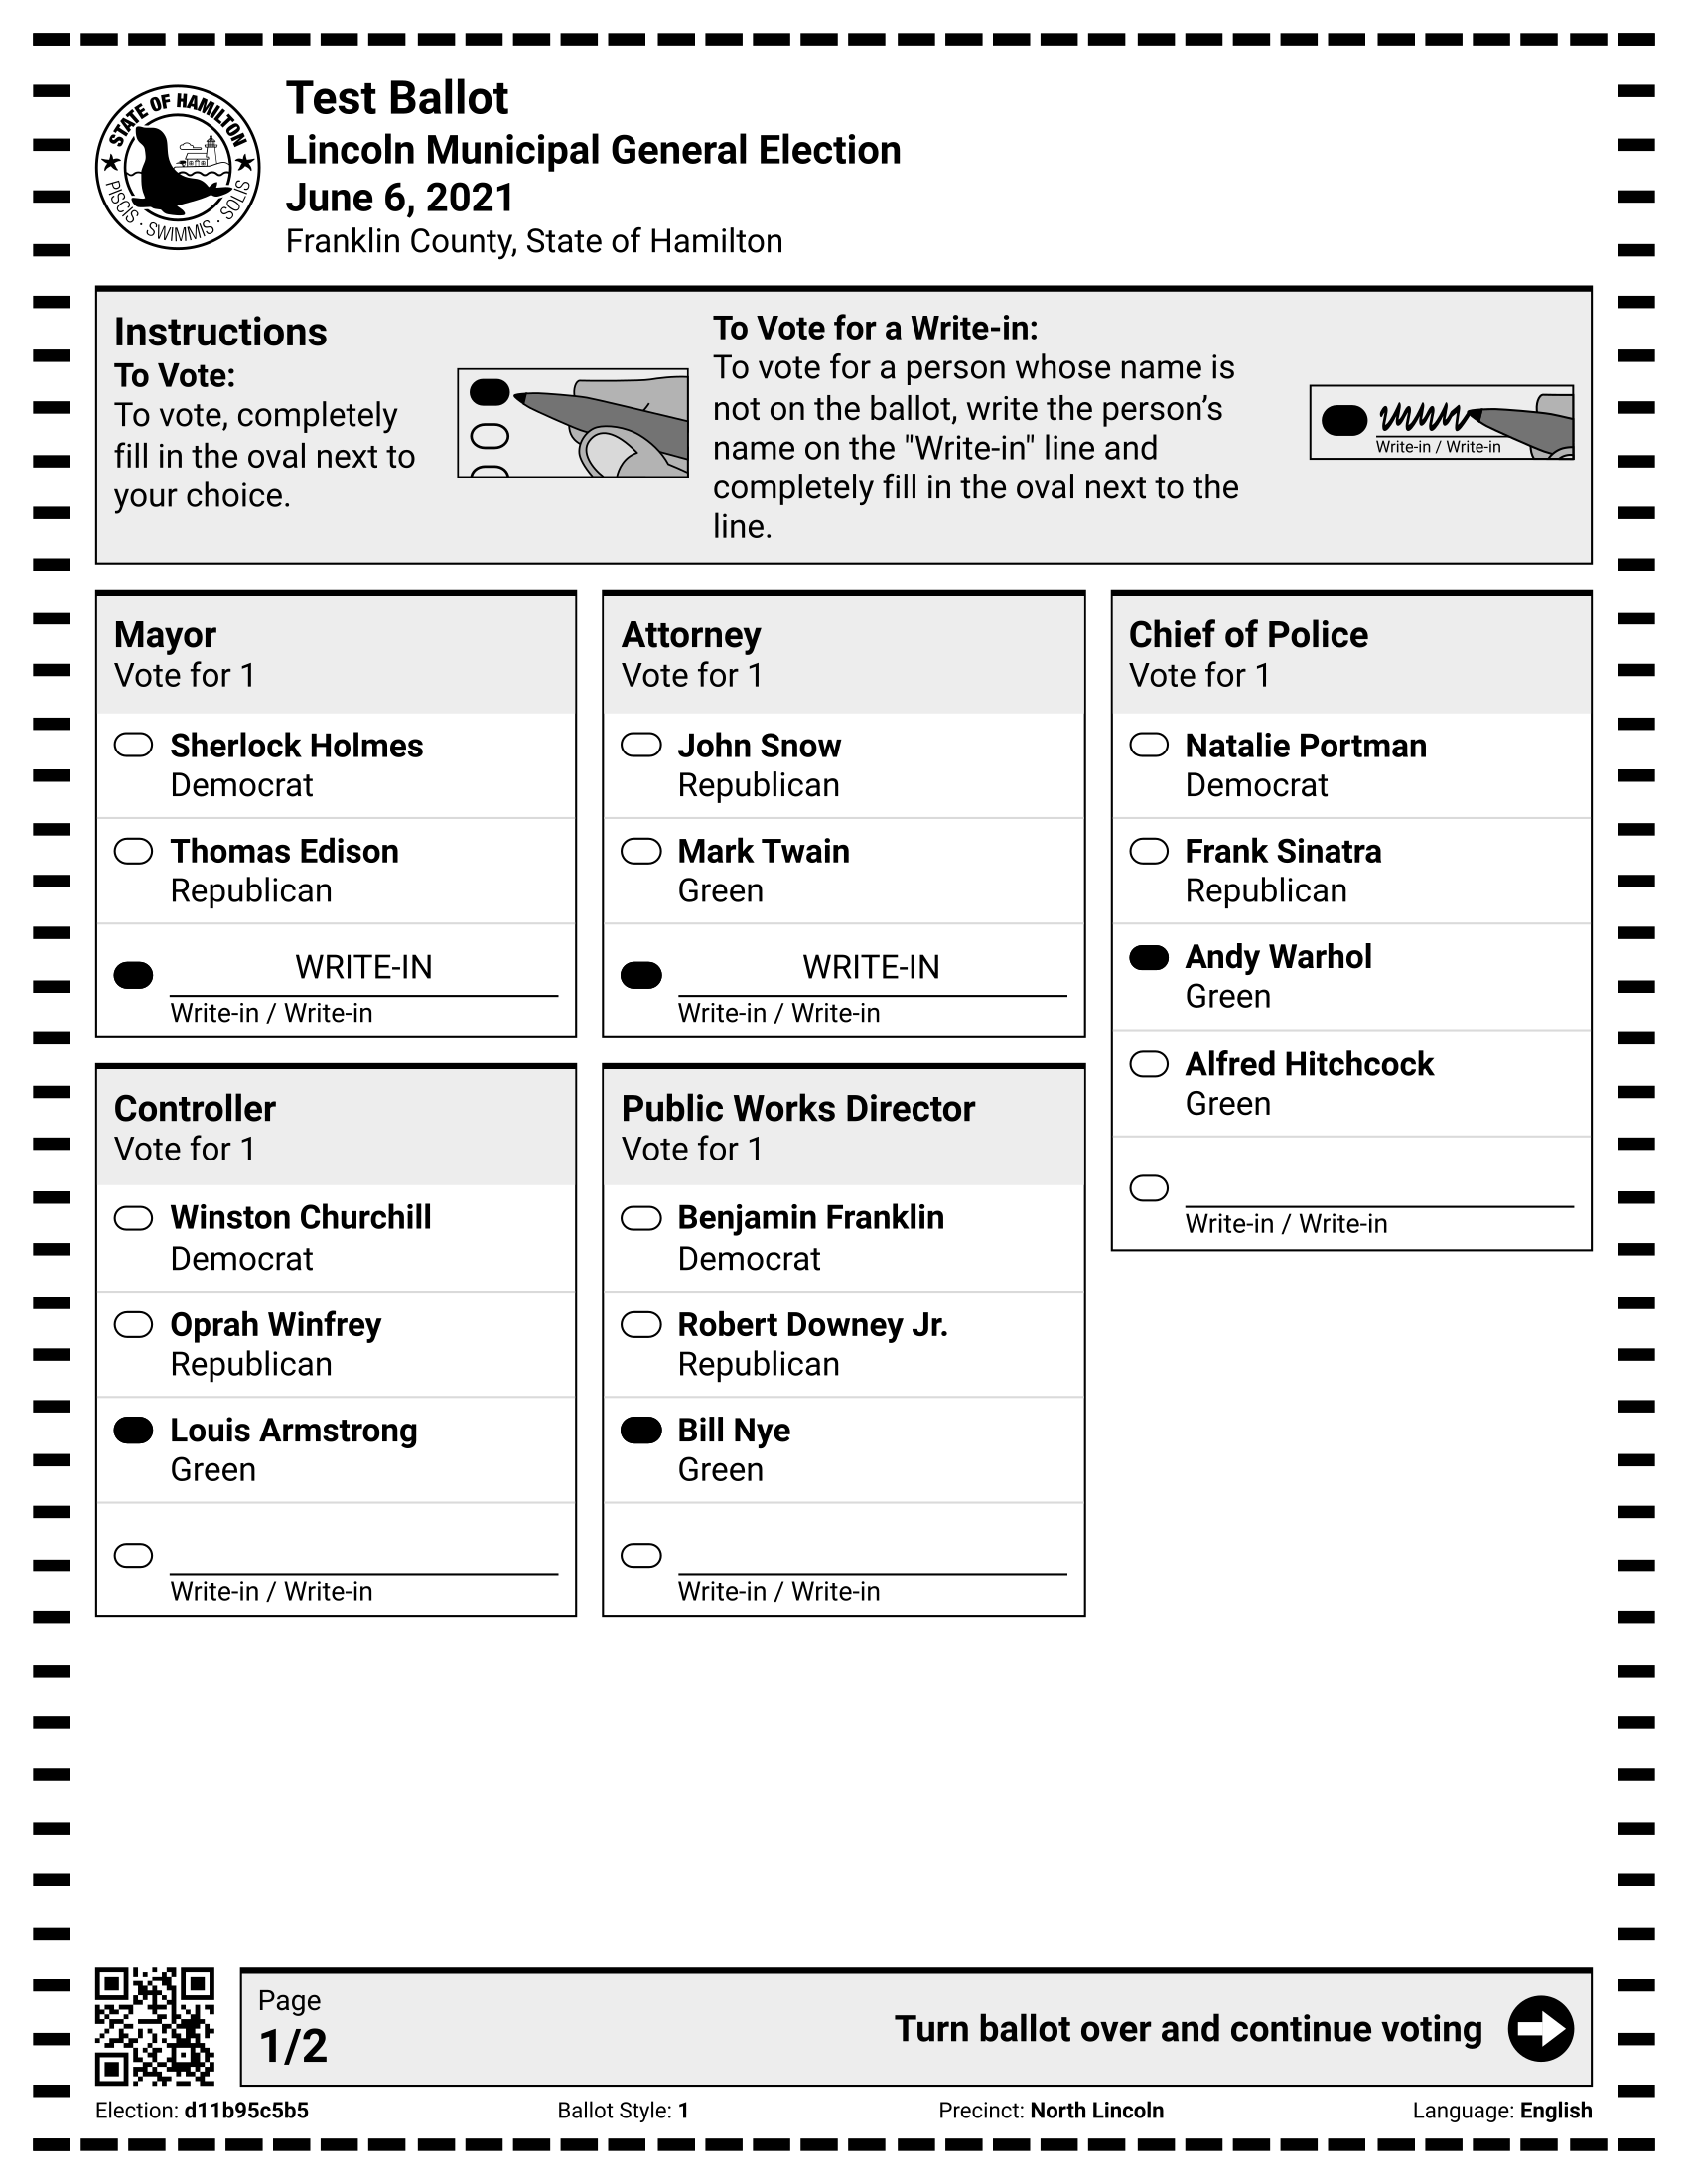 STATE OF HAMILTON
PISCIS · SWIMMIS · SOLIS
Test Ballot
Lincoln Municipal General Election
June 6, 2021
Franklin County, State of Hamilton
Instructions
To Vote:
To vote, completely
fill in the oval next to
your choice.
To Vote for a Write-in:
To vote for a person whose name is
not on the ballot, write the person’s
name on the "Write-in" line and
completely fill in the oval next to the
line.
Write-in / Write-in
Mayor
Vote for 1
Sherlock Holmes
Democrat
Thomas Edison
Republican
WRITE-IN
Write-in / Write-in
Attorney
Vote for 1
John Snow
Republican
Mark Twain
Green
WRITE-IN
Write-in / Write-in
Chief of Police
Vote for 1
Natalie Portman
Democrat
Frank Sinatra
Republican
Andy Warhol
Green
Alfred Hitchcock
Green
Write-in / Write-in
Controller
Vote for 1
Winston Churchill
Democrat
Oprah Winfrey
Republican
Louis Armstrong
Green
Write-in / Write-in
Public Works Director
Vote for 1
Benjamin Franklin
Democrat
Robert Downey Jr.
Republican
Bill Nye
Green
Write-in / Write-in
Page
1/2
Turn ballot over and continue voting
Election: d11b95c5b5
Ballot Style: 1
Precinct: North Lincoln
Language: English